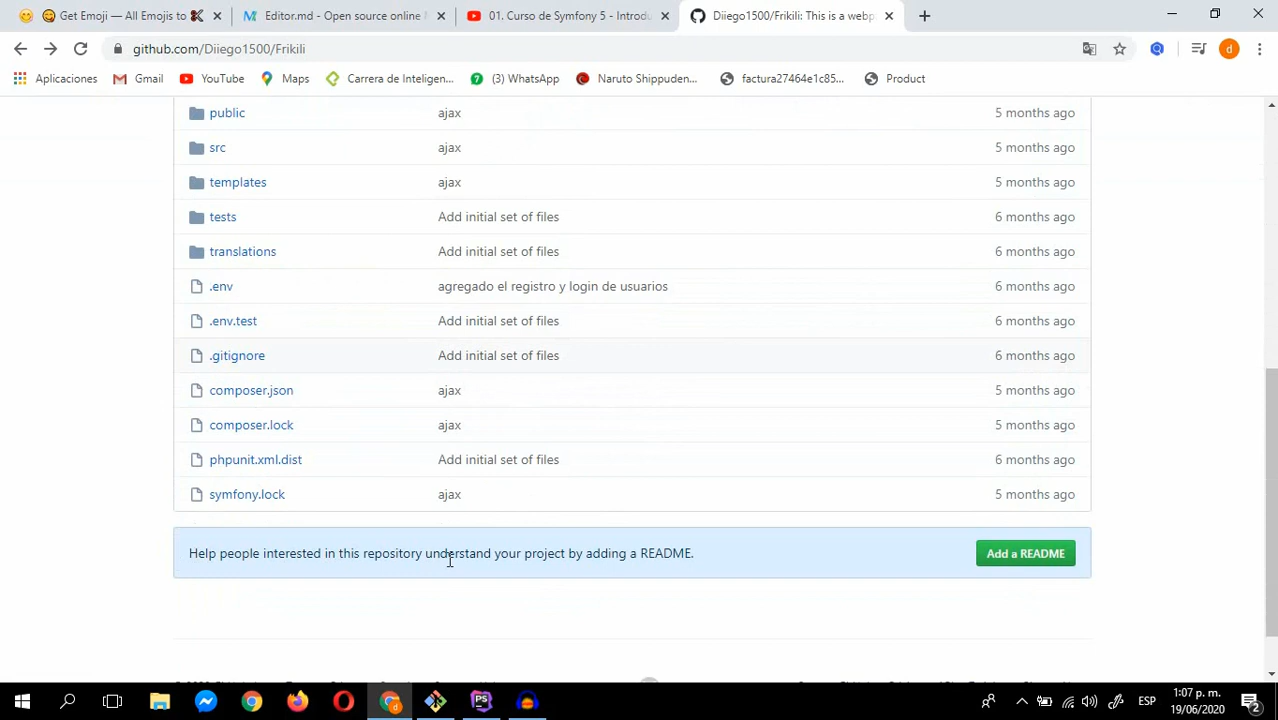 Get Emoji — All Emojis to
Editor.md - Open source online
01. Curso de Symfony 5 - Introdu
Diiego1500/Frikili: This is a webp
github.com/Diiego1500/Frikili
d
Aplicaciones
Gmail
YouTube
Maps
Carrera de Inteligen...
7
(3) WhatsApp
Naruto Shippuden...
factura27464e1c85...
Product
public ajax 5 months ago
src ajax 5 months ago
templates ajax 5 months ago
tests Add initial set of files 6 months ago
translations Add initial set of files 6 months ago
.env agregado el registro y login de usuarios 6 months ago
.env.test Add initial set of files 6 months ago
.gitignore Add initial set of files 6 months ago
composer.json ajax 5 months ago
composer.lock ajax 5 months ago
phpunit.xml.dist Add initial set of files 6 months ago
symfony.lock ajax 5 months ago
Help people interested in this repository understand your project by adding a README.
Add a README
d
PS
ESP
1:07 p. m.
19/06/2020
2